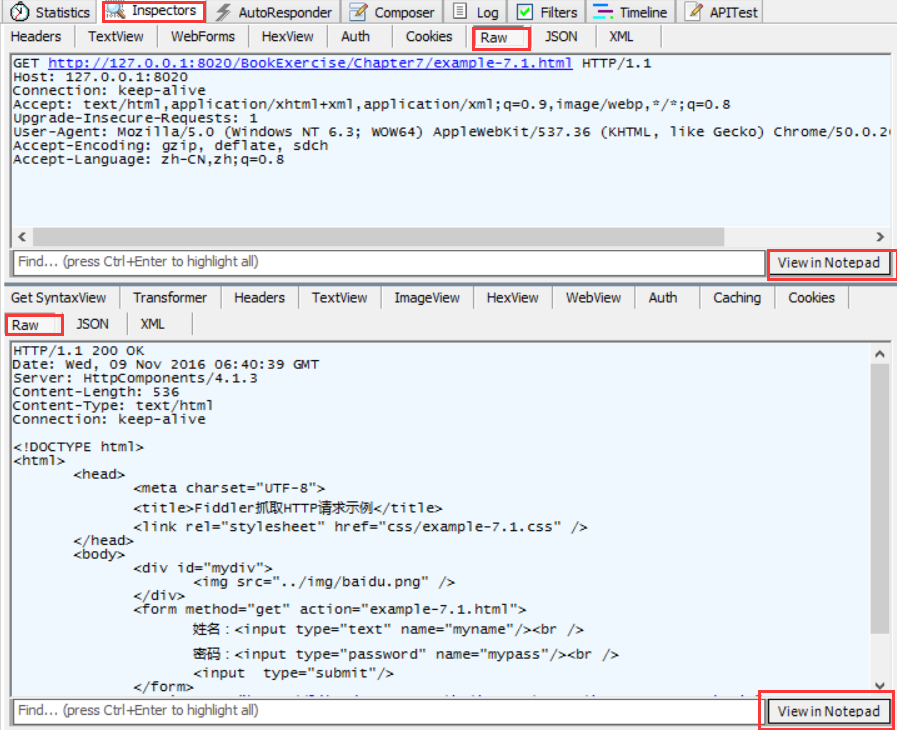 Statistics Inspectors AutoResponder Composer Log Filters Timeline APITest
Headers TextView WebForms HexView Auth Cookies Raw JSON XML
GET http://127.0.0.1:8020/BookExercise/Chapter7/example-7.1.html HTTP/1.1
Host: 127.0.0.1:8020
Connection: keep-alive
Accept: text/html,application/xhtml+xml,application/xml;q=0.9,image/webp,*/*;q=0.8
Upgrade-Insecure-Requests: 1
User-Agent: Mozilla/5.0 (Windows NT 6.3; WOW64) AppleWebKit/537.36 (KHTML, like Gecko) Chrome/50.0.2
Accept-Encoding: gzip, deflate, sdch
Accept-Language: zh-CN,zh;q=0.8
Find... (press Ctrl+Enter to highlight all) View in Notepad
Get SyntaxView Transformer Headers TextView ImageView HexView WebView Auth Caching Cookies
Raw JSON XML
HTTP/1.1 200 OK
Date: Wed, 09 Nov 2016 06:40:39 GMT
Server: HttpComponents/4.1.3
Content-Length: 536
Content-Type: text/html
Connection: keep-alive
<!DOCTYPE html>
<html>
<head>
<meta charset="UTF-8">
<title>Fiddler抓取HTTP请求示例</title>
<link rel="stylesheet" href="css/example-7.1.css" />
</head>
<body>
<div id="mydiv">
<img src="../img/baidu.png" />
</div>
<form method="get" action="example-7.1.html">
姓名：<input type="text" name="myname"/><br />
密码：<input type="password" name="mypass"/><br />
<input  type="submit"/>
</form>
Find... (press Ctrl+Enter to highlight all) View in Notepad